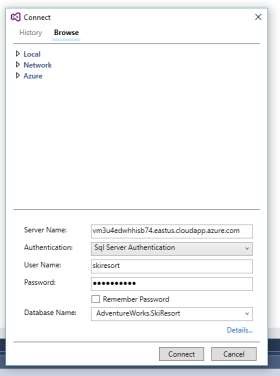 Connect
History Browse
Local
Network
Azure
Server Name: vm3u4edwhhisb74.eastus.cloudapp.azure.com
Authentication: Sql Server Authentication
User Name: skiresort
Password: ●●●●●●●●●●
Remember Password
Database Name: AdventureWorks.SkiResort
Details...
Connect Cancel